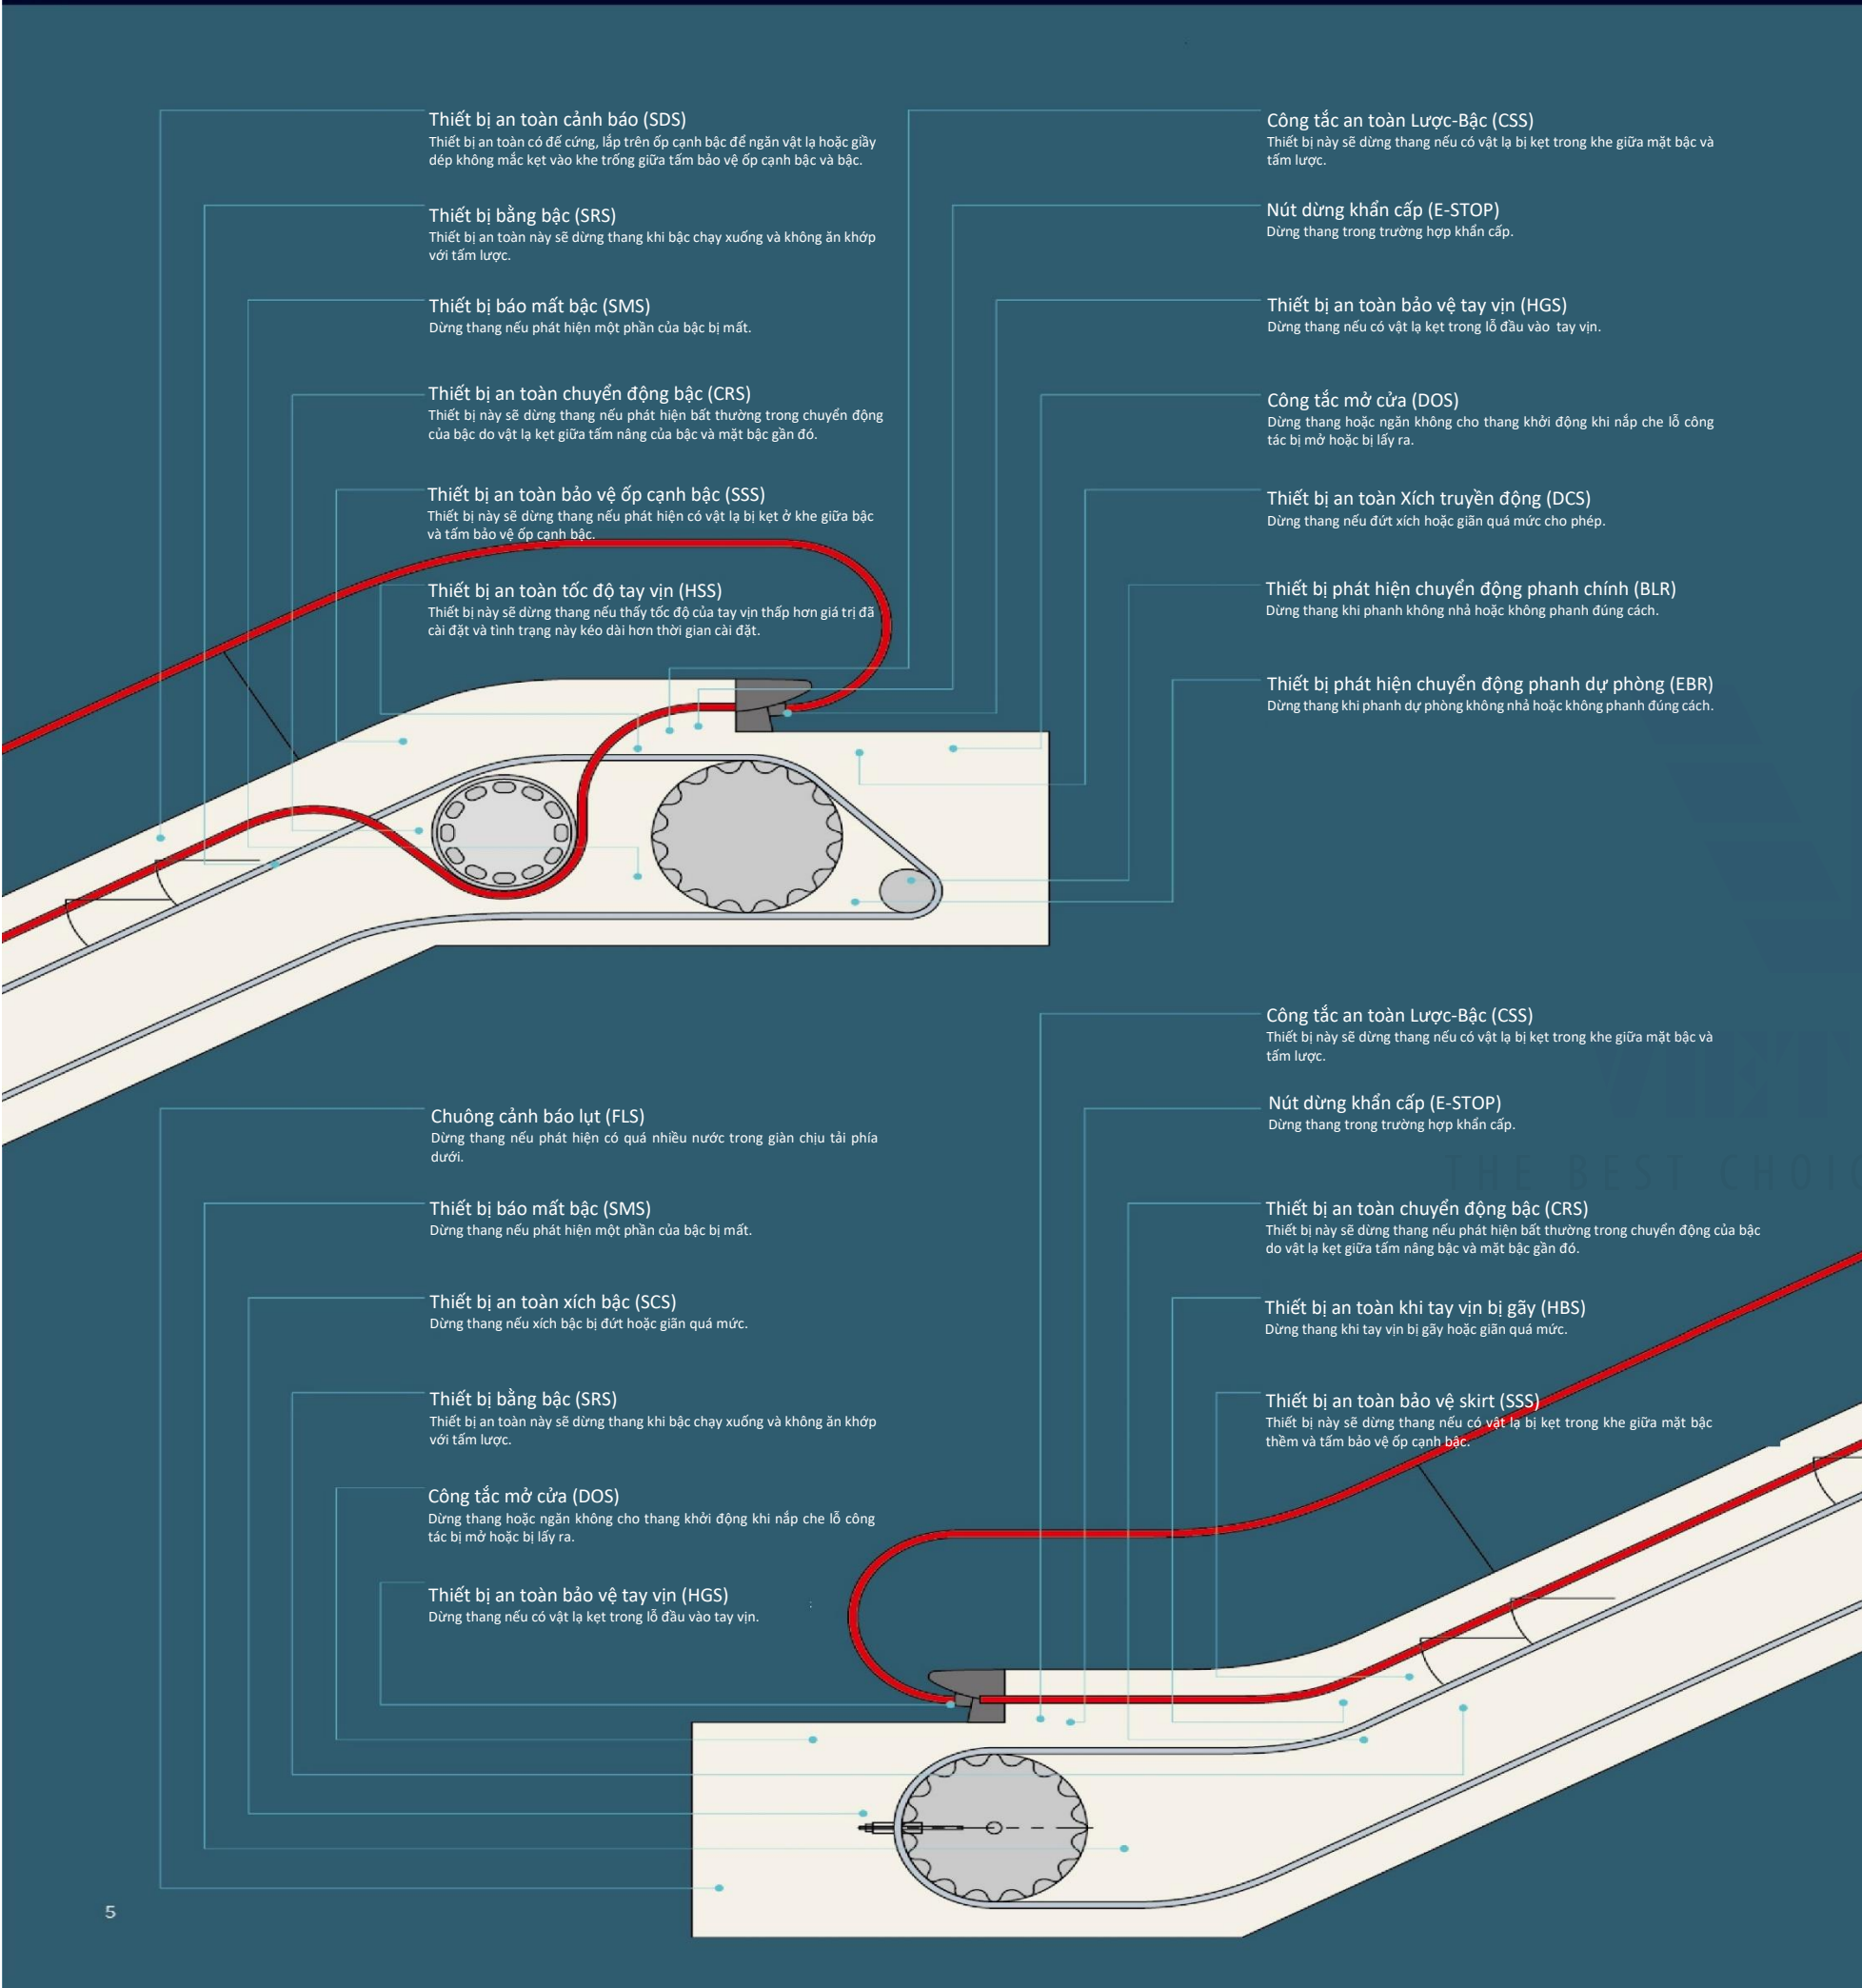 Thiết bị an toàn cảnh báo (SDS)
Thiết bị an toàn có đế cứng, lắp trên ốp cạnh bậc để ngăn vật lạ hoặc giầy
dép không mắc kẹt vào khe trống giữa tấm bảo vệ ốp cạnh bậc và bậc.
Thiết bị bằng bậc (SRS)
Thiết bị an toàn này sẽ dừng thang khi bậc chạy xuống và không ăn khớp
với tấm lược.
Thiết bị báo mất bậc (SMS)
Dừng thang nếu phát hiện một phần của bậc bị mất.
Thiết bị an toàn chuyển động bậc (CRS)
Thiết bị này sẽ dừng thang nếu phát hiện bất thường trong chuyển động
của bậc do vật lạ kẹt giữa tấm nâng của bậc và mặt bậc gần đó.
Thiết bị an toàn bảo vệ ốp cạnh bậc (SSS)
Thiết bị này sẽ dừng thang nếu phát hiện có vật lạ bị kẹt ở khe giữa bậc
và tấm bảo vệ ốp cạnh bậc.
Thiết bị an toàn tốc độ tay vịn (HSS)
Thiết bị này sẽ dừng thang nếu thấy tốc độ của tay vịn thấp hơn giá trị đã
cài đặt và tình trạng này kéo dài hơn thời gian cài đặt.
Công tắc an toàn Lược-Bậc (CSS)
Thiết bị này sẽ dừng thang nếu có vật lạ bị kẹt trong khe giữa mặt bậc và
tấm lược.
Nút dừng khẩn cấp (E-STOP)
Dừng thang trong trường hợp khẩn cấp.
Thiết bị an toàn bảo vệ tay vịn (HGS)
Dừng thang nếu có vật lạ kẹt trong lỗ đầu vào tay vịn.
Công tắc mở cửa (DOS)
Dừng thang hoặc ngăn không cho thang khởi động khi nắp che lỗ công
tác bị mở hoặc bị lấy ra.
Thiết bị an toàn Xích truyền động (DCS)
Dừng thang nếu đứt xích hoặc giãn quá mức cho phép.
Thiết bị phát hiện chuyển động phanh chính (BLR)
Dừng thang khi phanh không nhả hoặc không phanh đúng cách.
Thiết bị phát hiện chuyển động phanh dự phòng (EBR)
Dừng thang khi phanh dự phòng không nhả hoặc không phanh đúng cách.
Chuông cảnh báo lụt (FLS)
Dừng thang nếu phát hiện có quá nhiều nước trong giàn chịu tải phía
dưới.
Thiết bị báo mất bậc (SMS)
Dừng thang nếu phát hiện một phần của bậc bị mất.
Thiết bị an toàn xích bậc (SCS)
Dừng thang nếu xích bậc bị đứt hoặc giãn quá mức.
Thiết bị bằng bậc (SRS)
Thiết bị an toàn này sẽ dừng thang khi bậc chạy xuống và không ăn khớp
với tấm lược.
Công tắc mở cửa (DOS)
Dừng thang hoặc ngăn không cho thang khởi động khi nắp che lỗ công
tác bị mở hoặc bị lấy ra.
Thiết bị an toàn bảo vệ tay vịn (HGS)
Dừng thang nếu có vật lạ kẹt trong lỗ đầu vào tay vịn.
Công tắc an toàn Lược-Bậc (CSS)
Thiết bị này sẽ dừng thang nếu có vật lạ bị kẹt trong khe giữa mặt bậc và
tấm lược.
Nút dừng khẩn cấp (E-STOP)
Dừng thang trong trường hợp khẩn cấp.
THE BEST
Thiết bị an toàn chuyển động bậc (CRS)
Thiết bị này sẽ dừng thang nếu phát hiện bất thường trong chuyển động của bậc
do vật lạ kẹt giữa tấm nâng bậc và mặt bậc gần đó.
Thiết bị an toàn khi tay vịn bị gãy (HBS)
Dừng thang khi tay vịn bị gãy hoặc giãn quá mức.
Thiết bị an toàn bảo vệ skirt (SSS)
Thiết bị này sẽ dừng thang nếu có vật lạ bị kẹt trong khe giữa mặt bậc
thềm và tấm bảo vệ ốp cạnh bậc.
5